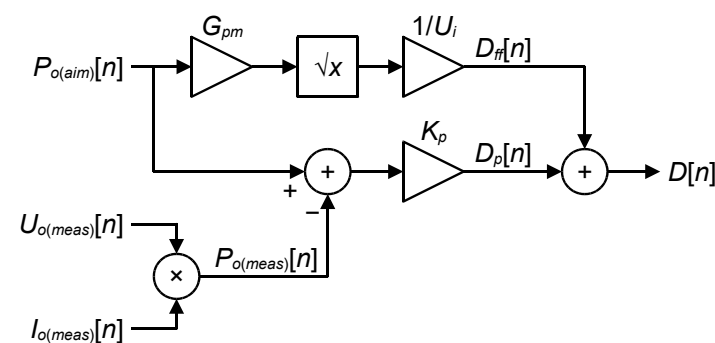 G_pm
1/U_i
P_o(aim)[n]
√x
D_ff[n]
K_p
D_p[n]
+
+
D[n]
+
−
U_o(meas)[n]
P_o(meas)[n]
×
I_o(meas)[n]